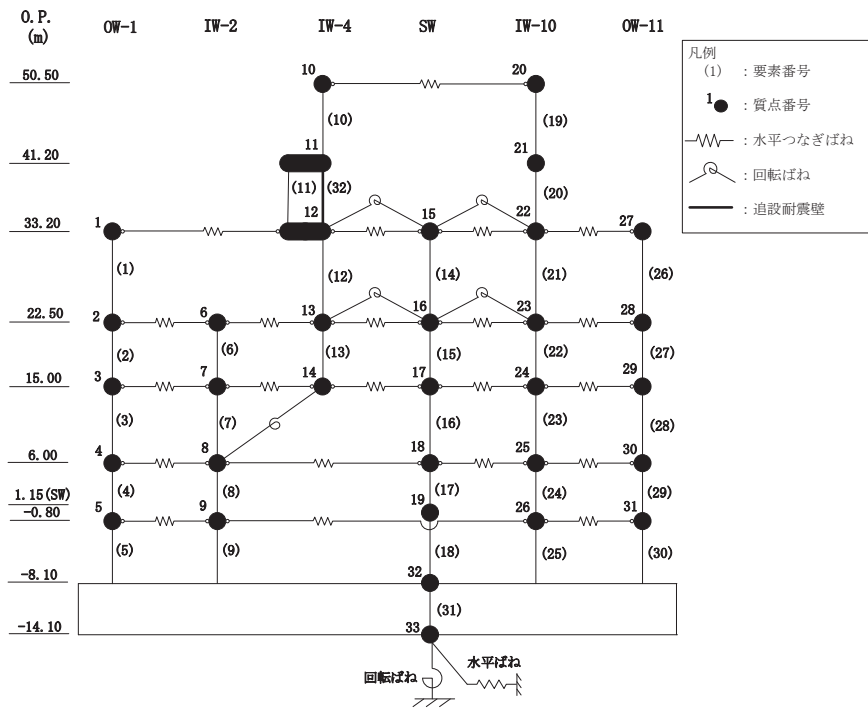 O.P.
(m)
OW-1 IW-2 IW-4 SW IW-10 OW-11
凡例
(1) : 要素番号
1 : 質点番号
: 水平つなぎばね
: 回転ばね
: 追設耐震壁
50.50 10 20
(10) (19)
41.20 11 21
(11) (32) (20)
33.20 1 12 15 22 27
(1) (12) (14) (21) (26)
22.50 2 6 13 16 23 28
(2) (6) (13) (15) (22) (27)
15.00 3 7 14 17 24 29
(3) (7) (16) (23) (28)
6.00 4 8 18 25 30
(4) (8) (17) (24) (29)
1.15(SW) 19
-0.80 5 9 26 31
(5) (9) (18) (25) (30)
-8.10 32
(31)
-14.10 33
水平ばね
回転ばね